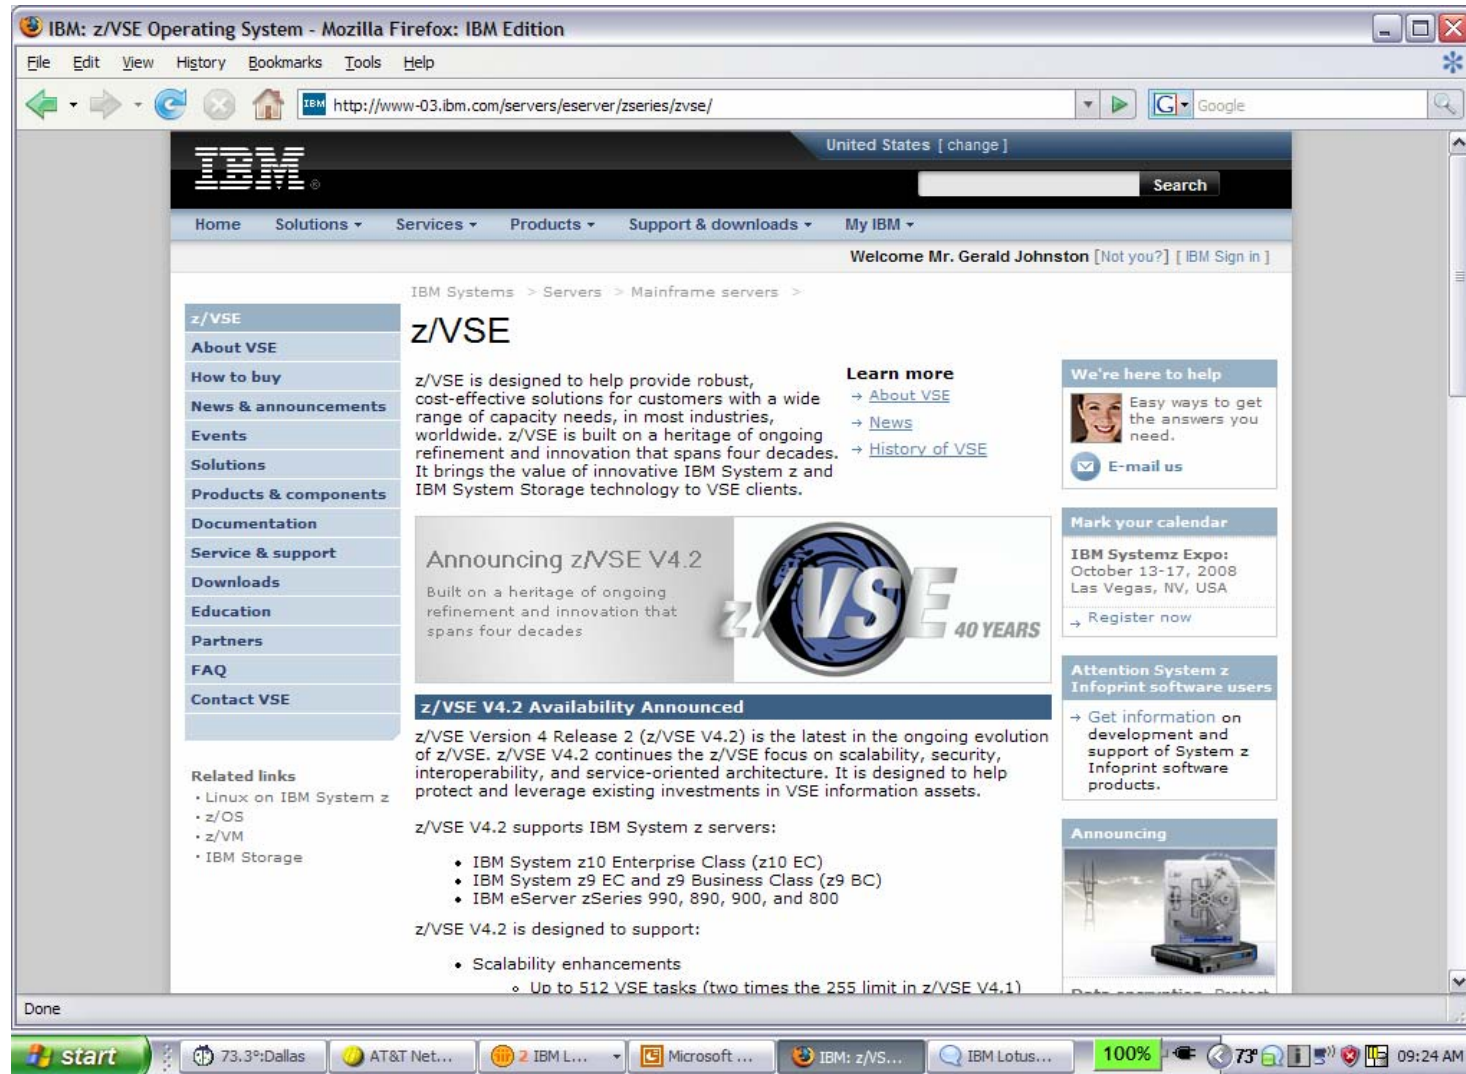 IBM: z/VSE Operating System - Mozilla Firefox: IBM Edition
File Edit View History Bookmarks Tools Help
IBM http://www-03.ibm.com/servers/eserver/zseries/zvse/ G Google
United States [ change ]
IBM ®
Search
Home Solutions Services Products Support & downloads My IBM
Welcome Mr. Gerald Johnston [Not you?] [ IBM Sign in ]
IBM Systems > Servers > Mainframe servers >
z/VSE
About VSE
How to buy
News & announcements
Events
Solutions
Products & components
Documentation
Service & support
Downloads
Education
Partners
FAQ
Contact VSE
Related links
· Linux on IBM System z
· z/OS
· z/VM
· IBM Storage
z/VSE
z/VSE is designed to help provide robust,
cost-effective solutions for customers with a wide
range of capacity needs, in most industries,
worldwide. z/VSE is built on a heritage of ongoing
refinement and innovation that spans four decades.
It brings the value of innovative IBM System z and
IBM System Storage technology to VSE clients.
Learn more
→ About VSE
→ News
→ History of VSE
Announcing z/VSE V4.2
Built on a heritage of ongoing
refinement and innovation that
spans four decades
z/VSE
40 YEARS
z/VSE V4.2 Availability Announced
z/VSE Version 4 Release 2 (z/VSE V4.2) is the latest in the ongoing evolution
of z/VSE. z/VSE V4.2 continues the z/VSE focus on scalability, security,
interoperability, and service-oriented architecture. It is designed to help
protect and leverage existing investments in VSE information assets.
z/VSE V4.2 supports IBM System z servers:
• IBM System z10 Enterprise Class (z10 EC)
• IBM System z9 EC and z9 Business Class (z9 BC)
• IBM eServer zSeries 990, 890, 900, and 800
z/VSE V4.2 is designed to support:
• Scalability enhancements
◦ Up to 512 VSE tasks (two times the 255 limit in z/VSE V4.1)
We're here to help
Easy ways to get
the answers you
need.
E-mail us
Mark your calendar
IBM Systemz Expo:
October 13-17, 2008
Las Vegas, NV, USA
→ Register now
Attention System z
Infoprint software users
→ Get information on
development and
support of System z
Infoprint software
products.
Announcing
Data encryption Protect
Done
start 73.3°:Dallas AT&T Net... 2 IBM L... Microsoft ... IBM: z/VS... IBM Lotus... 100% 73° 09:24 AM